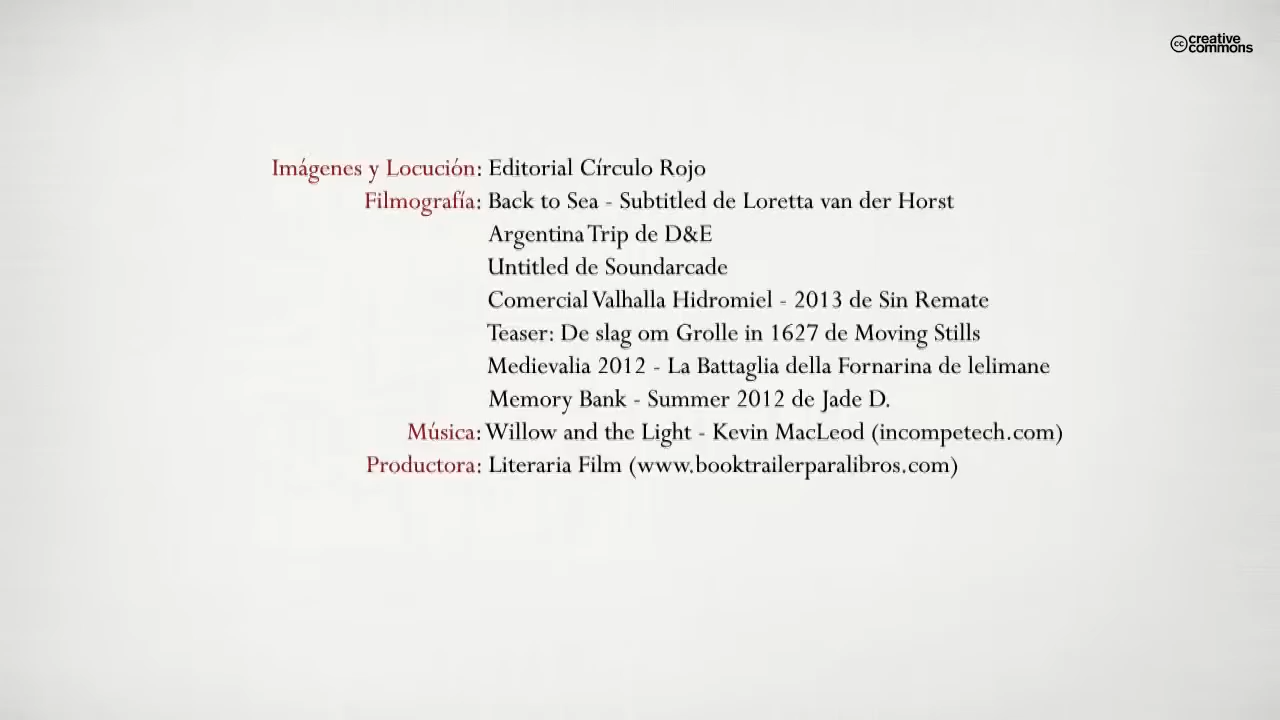 cc creative
commons
Imágenes y Locución: Editorial Círculo Rojo
Filmografía: Back to Sea - Subtitled de Loretta van der Horst
Argentina Trip de D&E
Untitled de Soundarcade
Comercial Valhalla Hidromiel - 2013 de Sin Remate
Teaser: De slag om Grolle in 1627 de Moving Stills
Medievalia 2012 - La Battaglia della Fornarina de lelimane
Memory Bank - Summer 2012 de Jade D.
Música: Willow and the Light - Kevin MacLeod (incompetech.com)
Productora: Literaria Film (www.booktrailerparalibros.com)